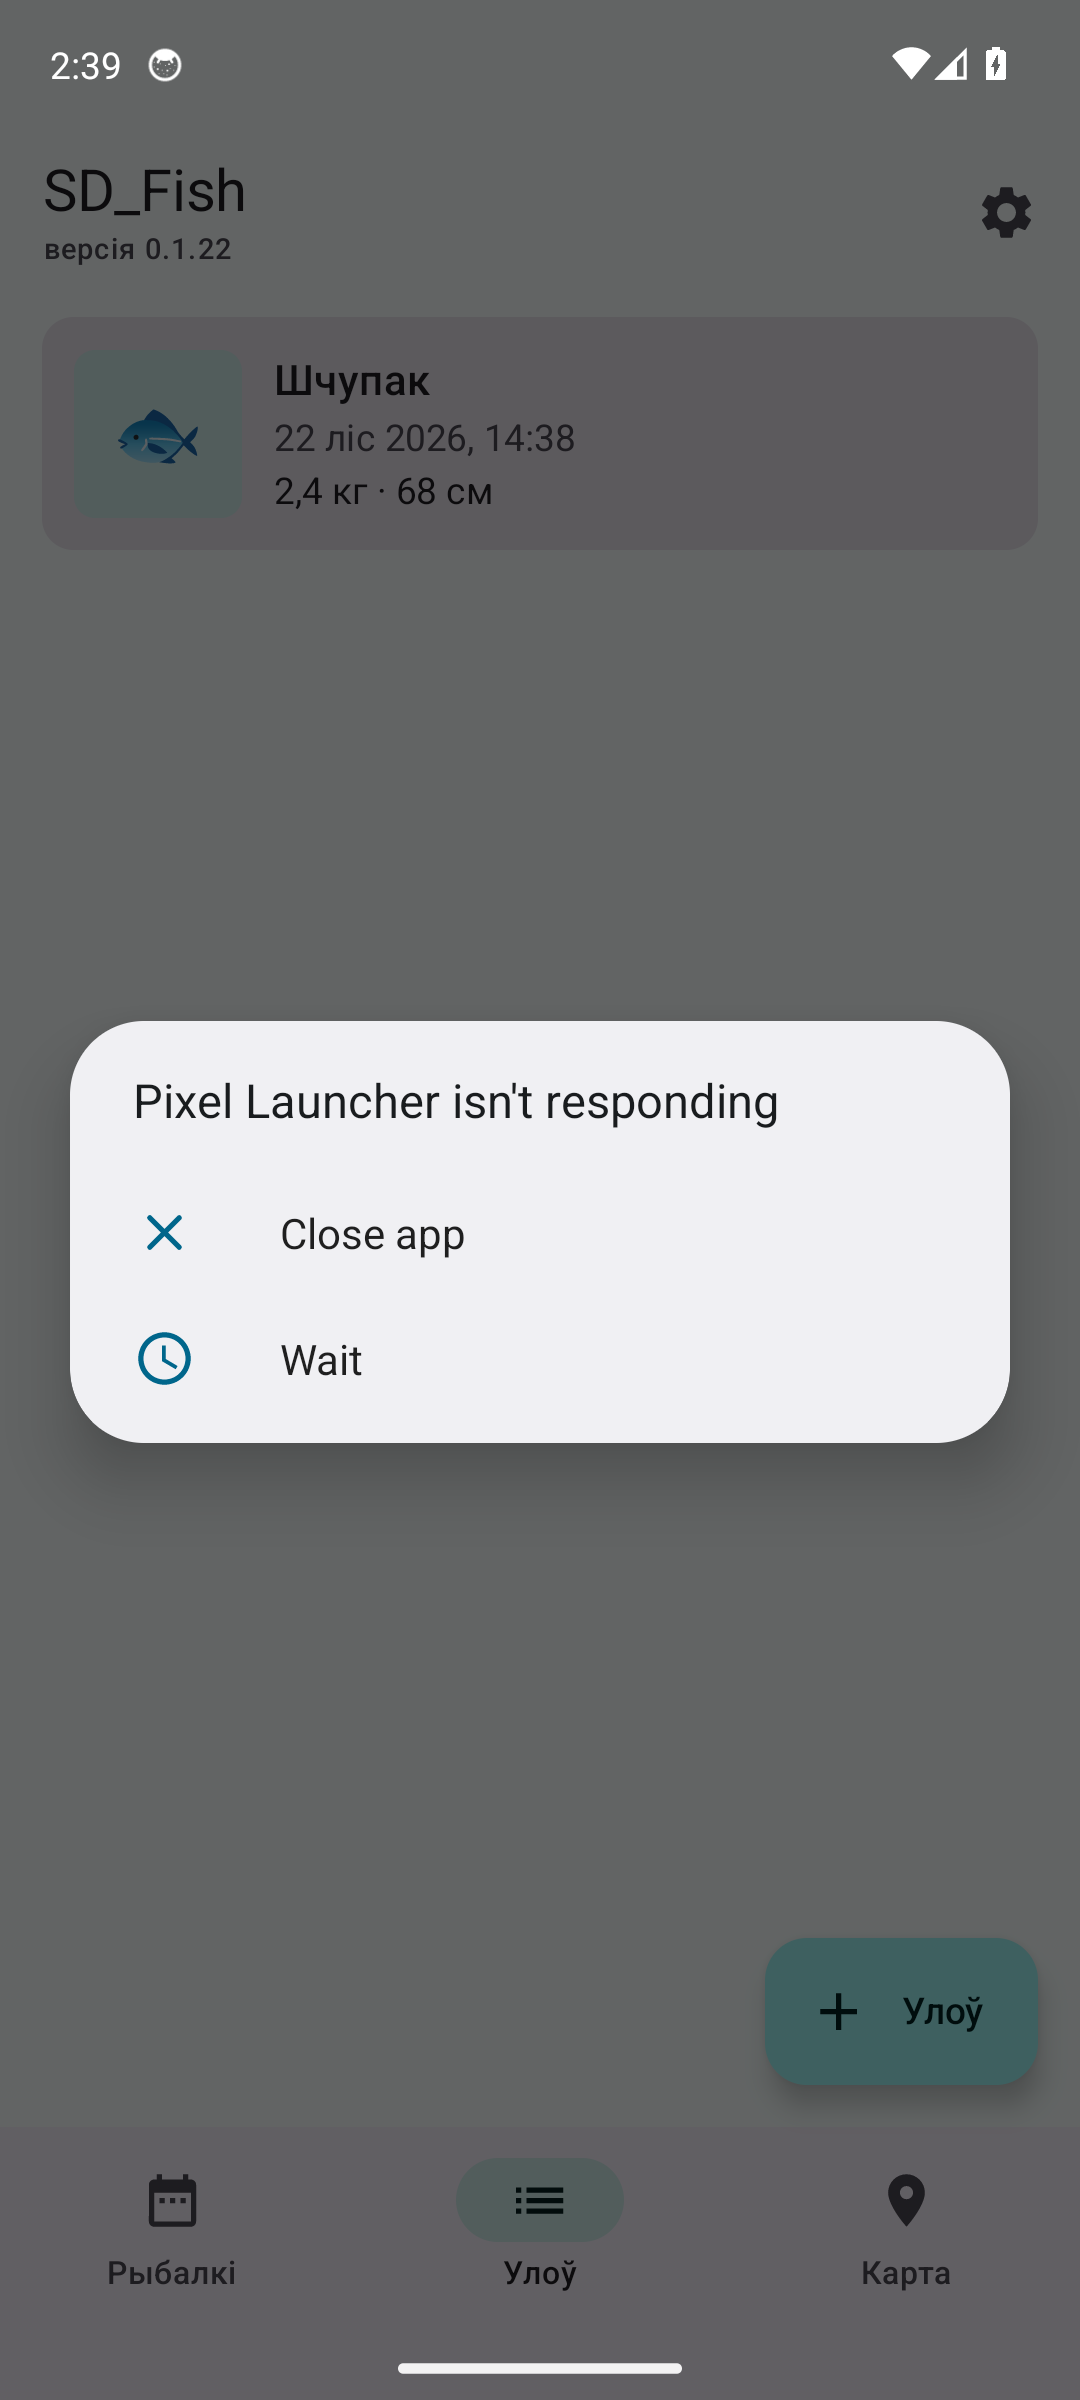 2:39
SD_Fish
версія 0.1.22
Шчупак
22 ліс 2026, 14:38
2,4 кг · 68 см
Pixel Launcher isn't responding
Close app
Wait
Улоў
Рыбалкі
Улоў
Карта